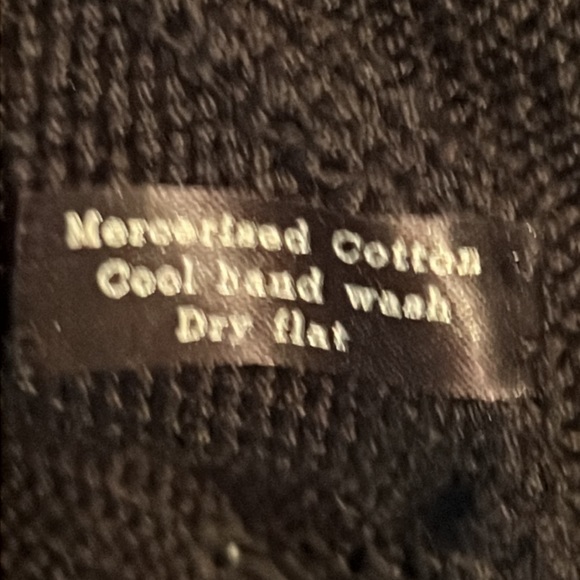 Mercerised Cotton
Cool hand wash
Dry flat